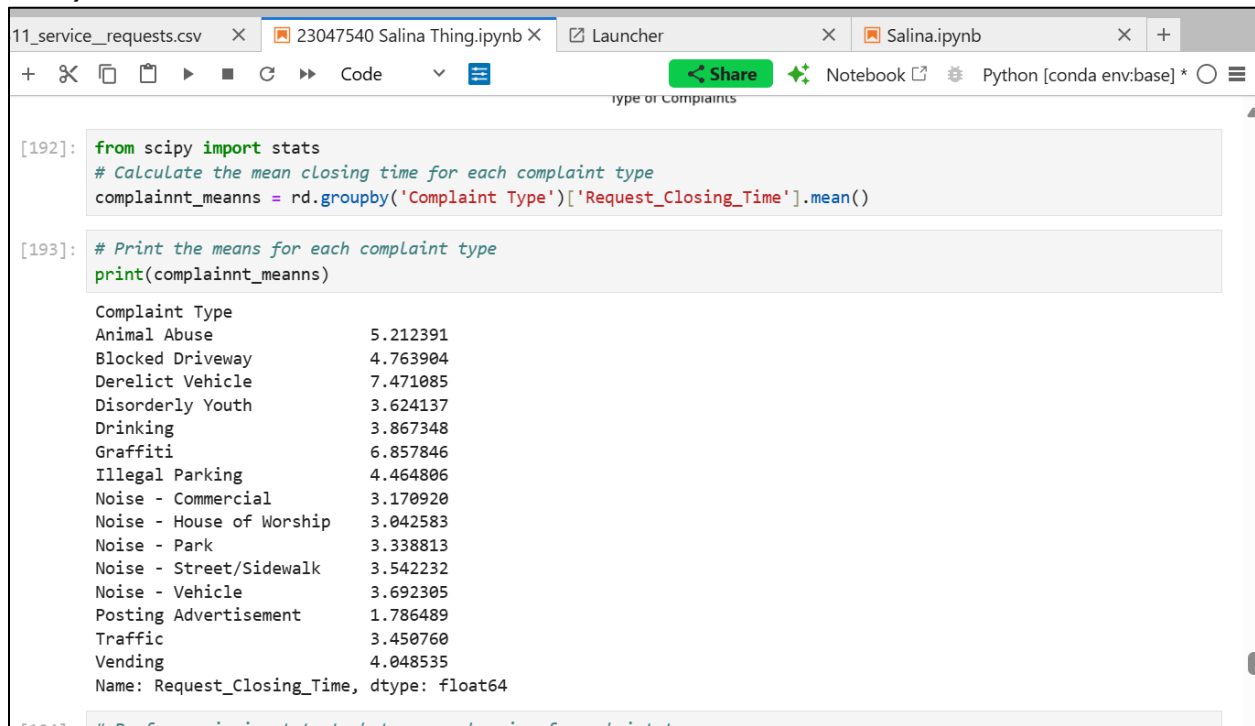 11_service__requests.csv × 23047540 Salina Thing.ipynb × Launcher × Salina.ipynb × +
Code Share Notebook Python [conda env:base] *
Type of Complaints
[192]: from scipy import stats
# Calculate the mean closing time for each complaint type
complainnt_meanns = rd.groupby('Complaint Type')['Request_Closing_Time'].mean()
[193]: # Print the means for each complaint type
print(complainnt_meanns)
Complaint Type
Animal Abuse 5.212391
Blocked Driveway 4.763904
Derelict Vehicle 7.471085
Disorderly Youth 3.624137
Drinking 3.867348
Graffiti 6.857846
Illegal Parking 4.464806
Noise - Commercial 3.170920
Noise - House of Worship 3.042583
Noise - Park 3.338813
Noise - Street/Sidewalk 3.542232
Noise - Vehicle 3.692305
Posting Advertisement 1.786489
Traffic 3.450760
Vending 4.048535
Name: Request_Closing_Time, dtype: float64